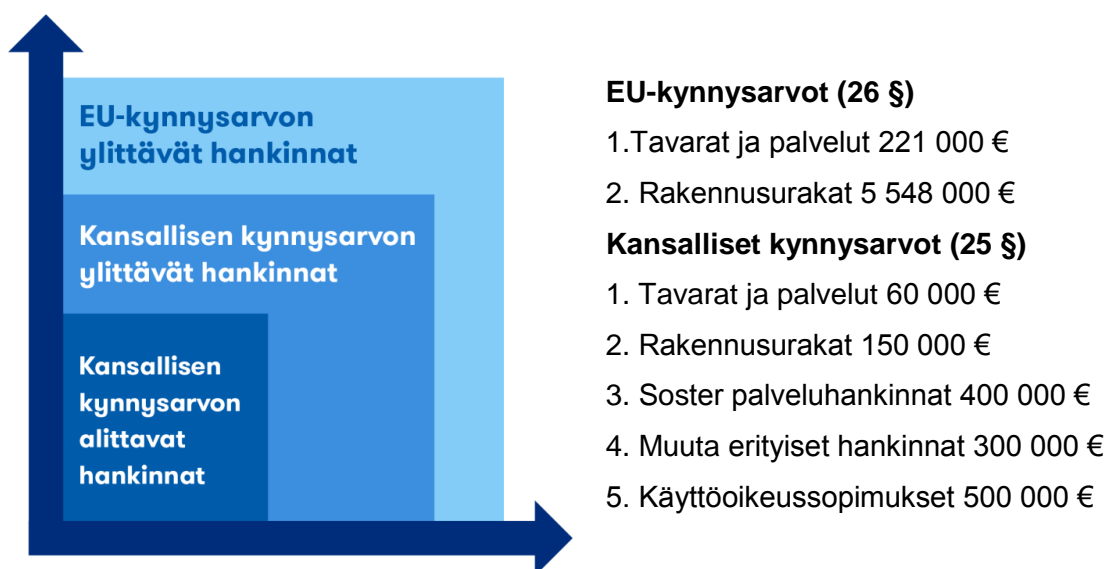 EU-kynnysarvon
ylittävät hankinnat
Kansallisen kynnysarvon
ylittävät hankinnat
Kansallisen
kynnysarvon
alittavat
hankinnat
EU-kynnysarvot (26 §)
1.Tavarat ja palvelut 221 000 €
2. Rakennusurakat 5 548 000 €
Kansalliset kynnysarvot (25 §)
1. Tavarat ja palvelut 60 000 €
2. Rakennusurakat 150 000 €
3. Soster palveluhankinnat 400 000 €
4. Muuta erityiset hankinnat 300 000 €
5. Käyttöoikeussopimukset 500 000 €